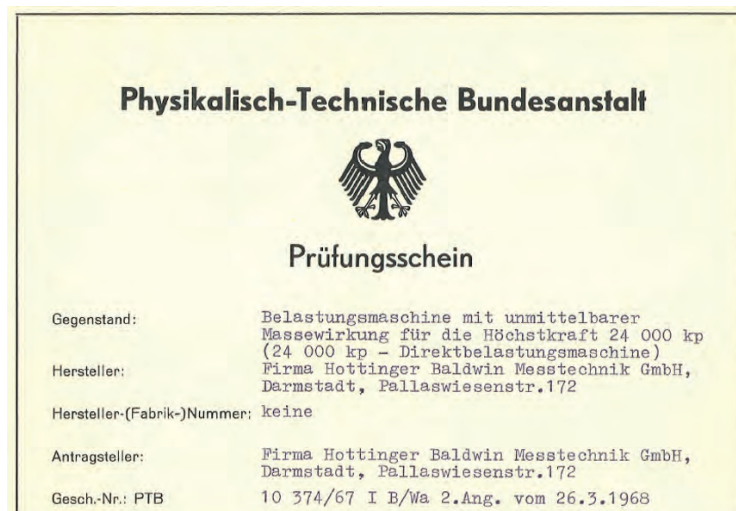 Physikalisch-Technische Bundesanstalt
Prüfungsschein
Gegenstand: Belastungsmaschine mit unmittelbarer
Massewirkung für die Höchstkraft 24 000 kp
(24 000 kp - Direktbelastungsmaschine)
Hersteller: Firma Hottinger Baldwin Messtechnik GmbH,
Darmstadt, Pallaswiesenstr.172
Hersteller-(Fabrik-)Nummer: keine
Antragsteller: Firma Hottinger Baldwin Messtechnik GmbH,
Darmstadt, Pallaswiesenstr.172
Gesch.-Nr.: PTB 10 374/67 I B/Wa 2.Ang. vom 26.3.1968